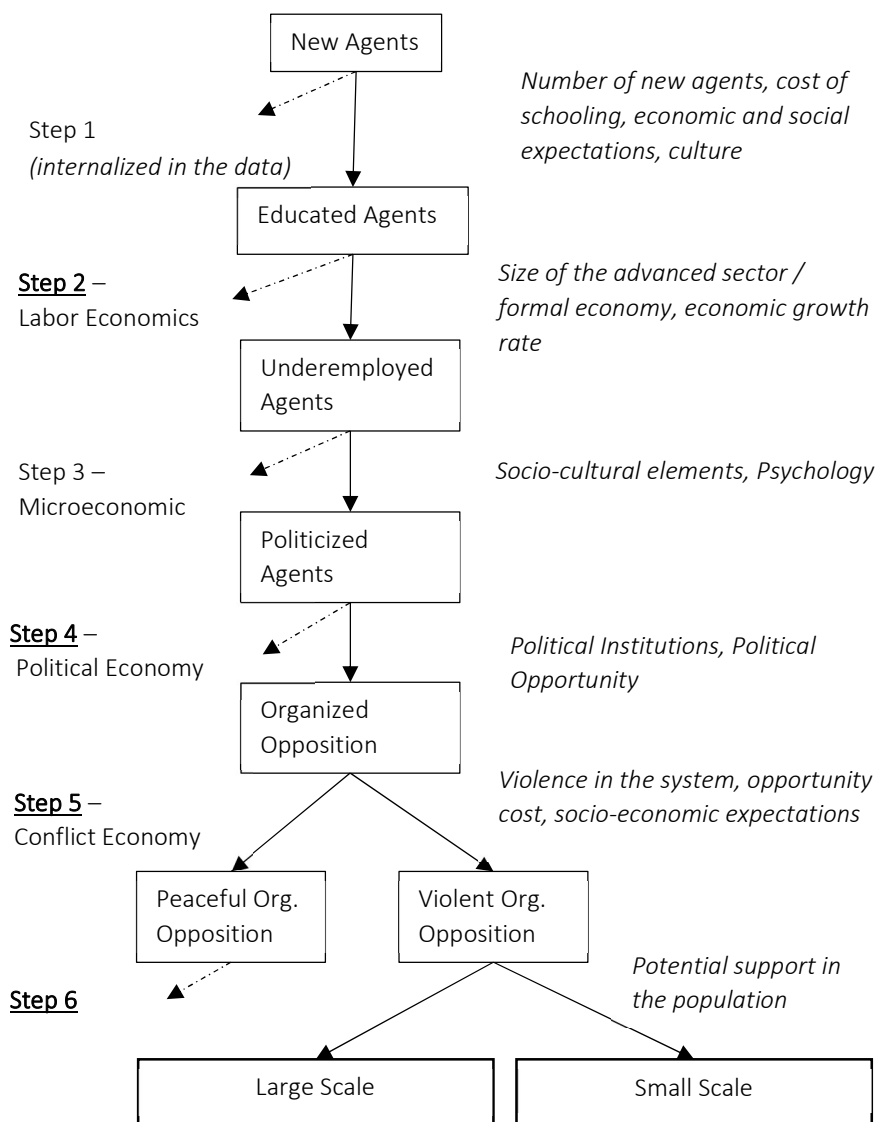 New Agents
Number of new agents, cost of
schooling, economic and social
expectations, culture
Step 1
(internalized in the data)
Educated Agents
Step 2 –
Labor Economics
Size of the advanced sector /
formal economy, economic growth
rate
Underemployed
Agents
Step 3 –
Microeconomic
Socio-cultural elements, Psychology
Politicized
Agents
Step 4 –
Political Economy
Political Institutions, Political
Opportunity
Organized
Opposition
Step 5 –
Conflict Economy
Violence in the system, opportunity
cost, socio-economic expectations
Peaceful Org.
Opposition
Violent Org.
Opposition
Step 6
Potential support in
the population
Large Scale
Small Scale